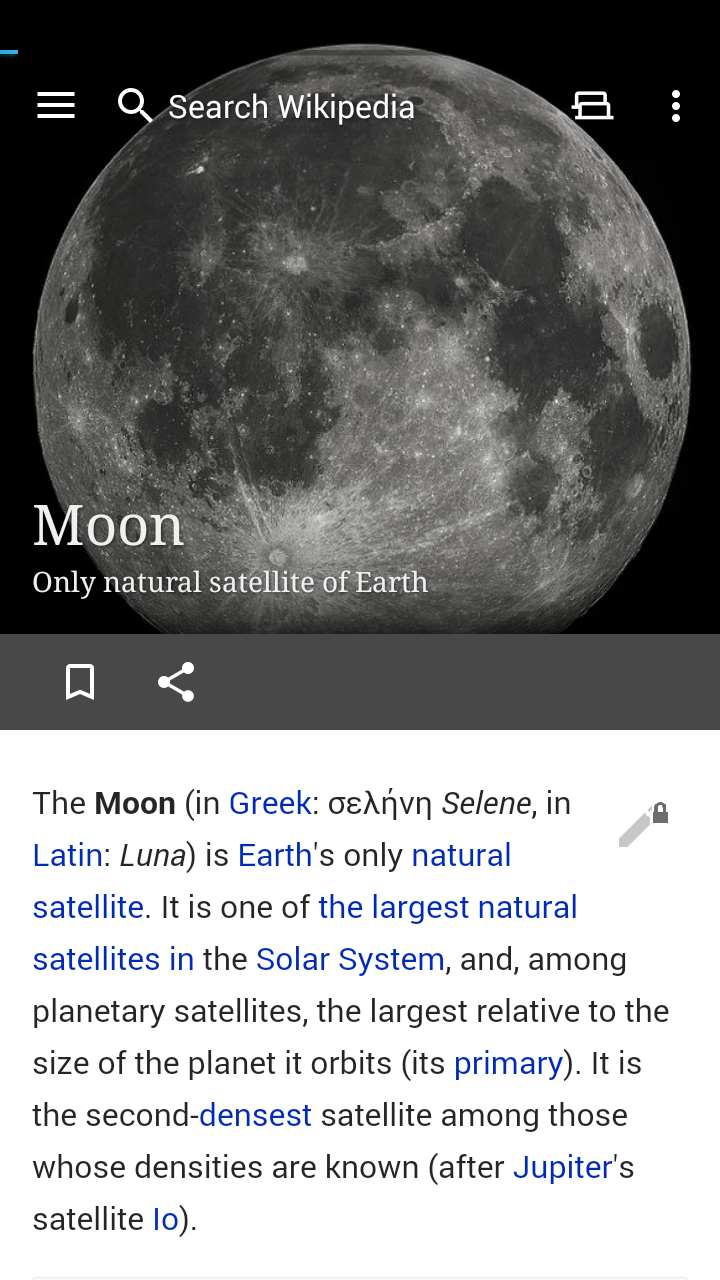 Search Wikipedia
Moon
Only natural satellite of Earth
The Moon (in Greek: σελήνη Selene, in
Latin: Luna) is Earth's only natural
satellite. It is one of the largest natural
satellites in the Solar System, and, among
planetary satellites, the largest relative to the
size of the planet it orbits (its primary). It is
the second-densest satellite among those
whose densities are known (after Jupiter's
satellite Io).